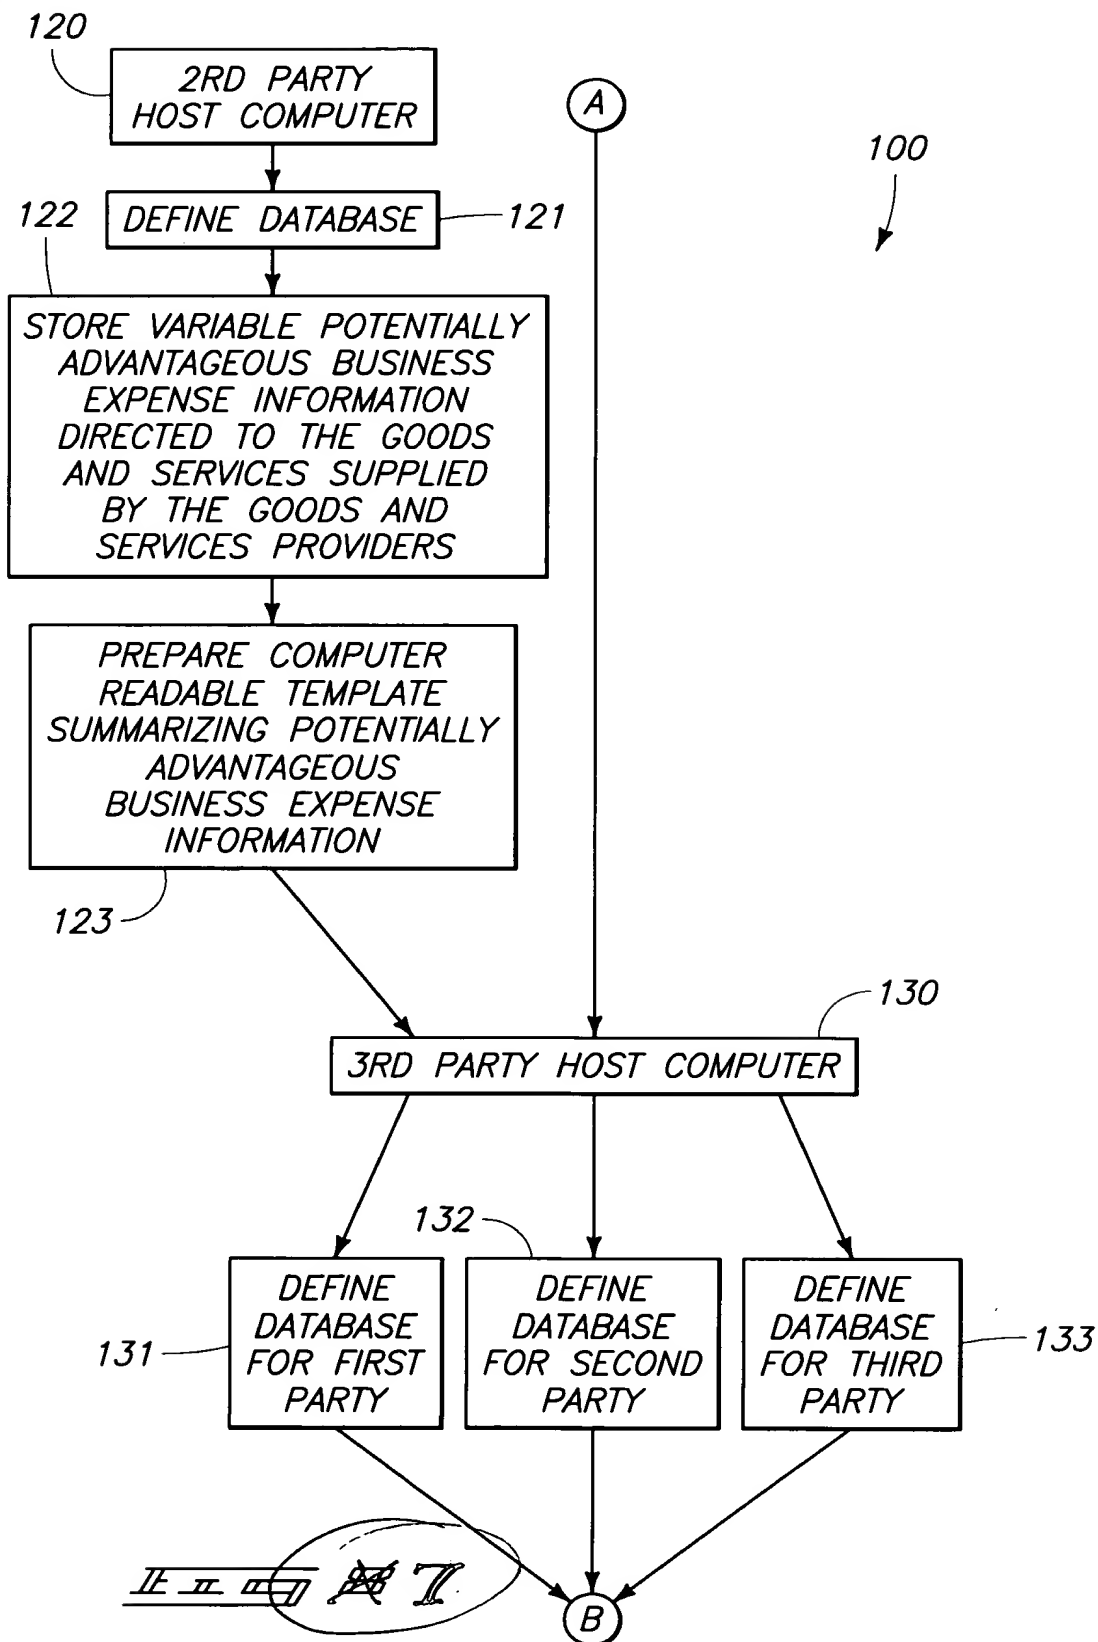 120
2RD PARTY
HOST COMPUTER
A
100
DEFINE DATABASE
121
122
STORE VARIABLE POTENTIALLY
ADVANTAGEOUS BUSINESS
EXPENSE INFORMATION
DIRECTED TO THE GOODS
AND SERVICES SUPPLIED
BY THE GOODS AND
SERVICES PROVIDERS
PREPARE COMPUTER
READABLE TEMPLATE
SUMMARIZING POTENTIALLY
ADVANTAGEOUS
BUSINESS EXPENSE
INFORMATION
123
130
3RD PARTY HOST COMPUTER
132
131
DEFINE
DATABASE
FOR FIRST
PARTY
DEFINE
DATABASE
FOR SECOND
PARTY
DEFINE
DATABASE
FOR THIRD
PARTY
133
Fig 7
B